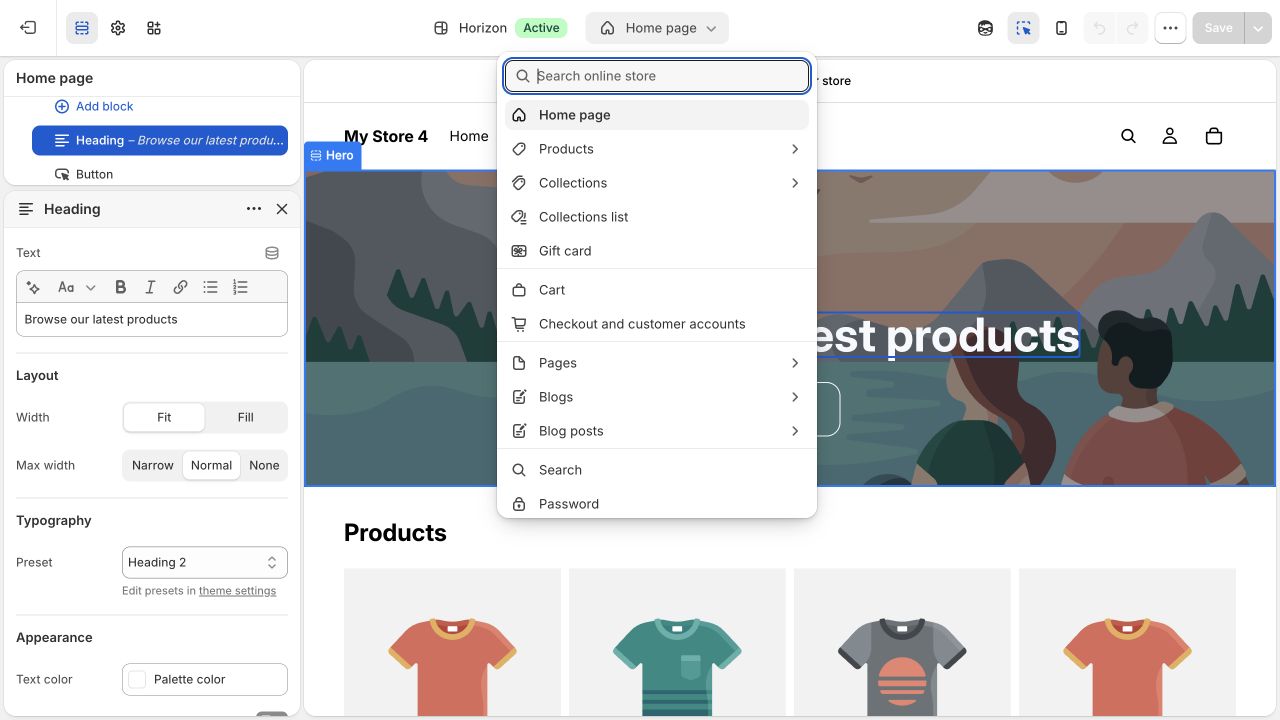 Horizon Active Home page Save
Home page
Add block
Heading – Browse our latest produ...
Button
Heading
Text
Aa B I
Browse our latest products
Layout
Width Fit Fill
Max width Narrow Normal None
Typography
Preset Heading 2
Edit presets in theme settings
Appearance
Text color Palette color
Search online store
Home page
Products
Collections
Collections list
Gift card
Cart
Checkout and customer accounts
Pages
Blogs
Blog posts
Search
Password
store
My Store 4 Home
Hero
est products
Products